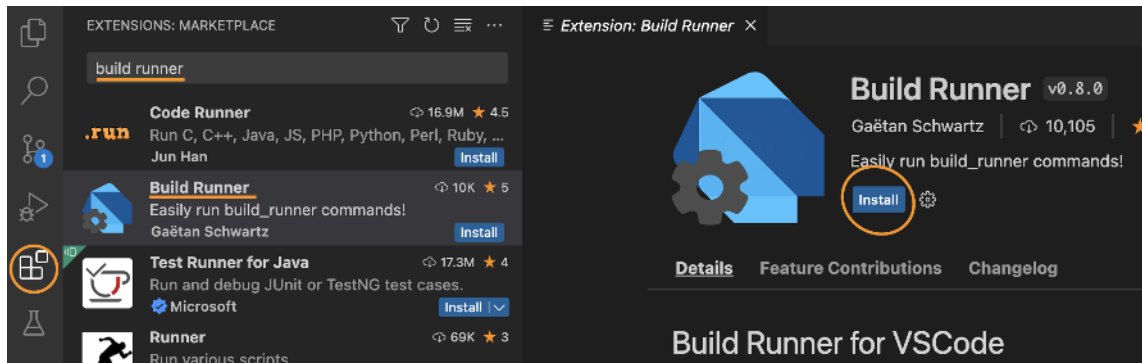 EXTENSIONS: MARKETPLACE
build runner
.run
Code Runner 16.9M ★ 4.5
Run C, C++, Java, JS, PHP, Python, Perl, Ruby, ...
Jun Han Install
Build Runner 10K ★ 5
Easily run build_runner commands!
Gaëtan Schwartz Install
Test Runner for Java 17.3M ★ 4
Run and debug JUnit or TestNG test cases.
Microsoft Install
Runner 69K ★ 3
Run various scripts
1
Extension: Build Runner
Build Runner v0.8.0
Gaëtan Schwartz | 10,105 |
Easily run build_runner commands!
Install
Details Feature Contributions Changelog
Build Runner for VSCode